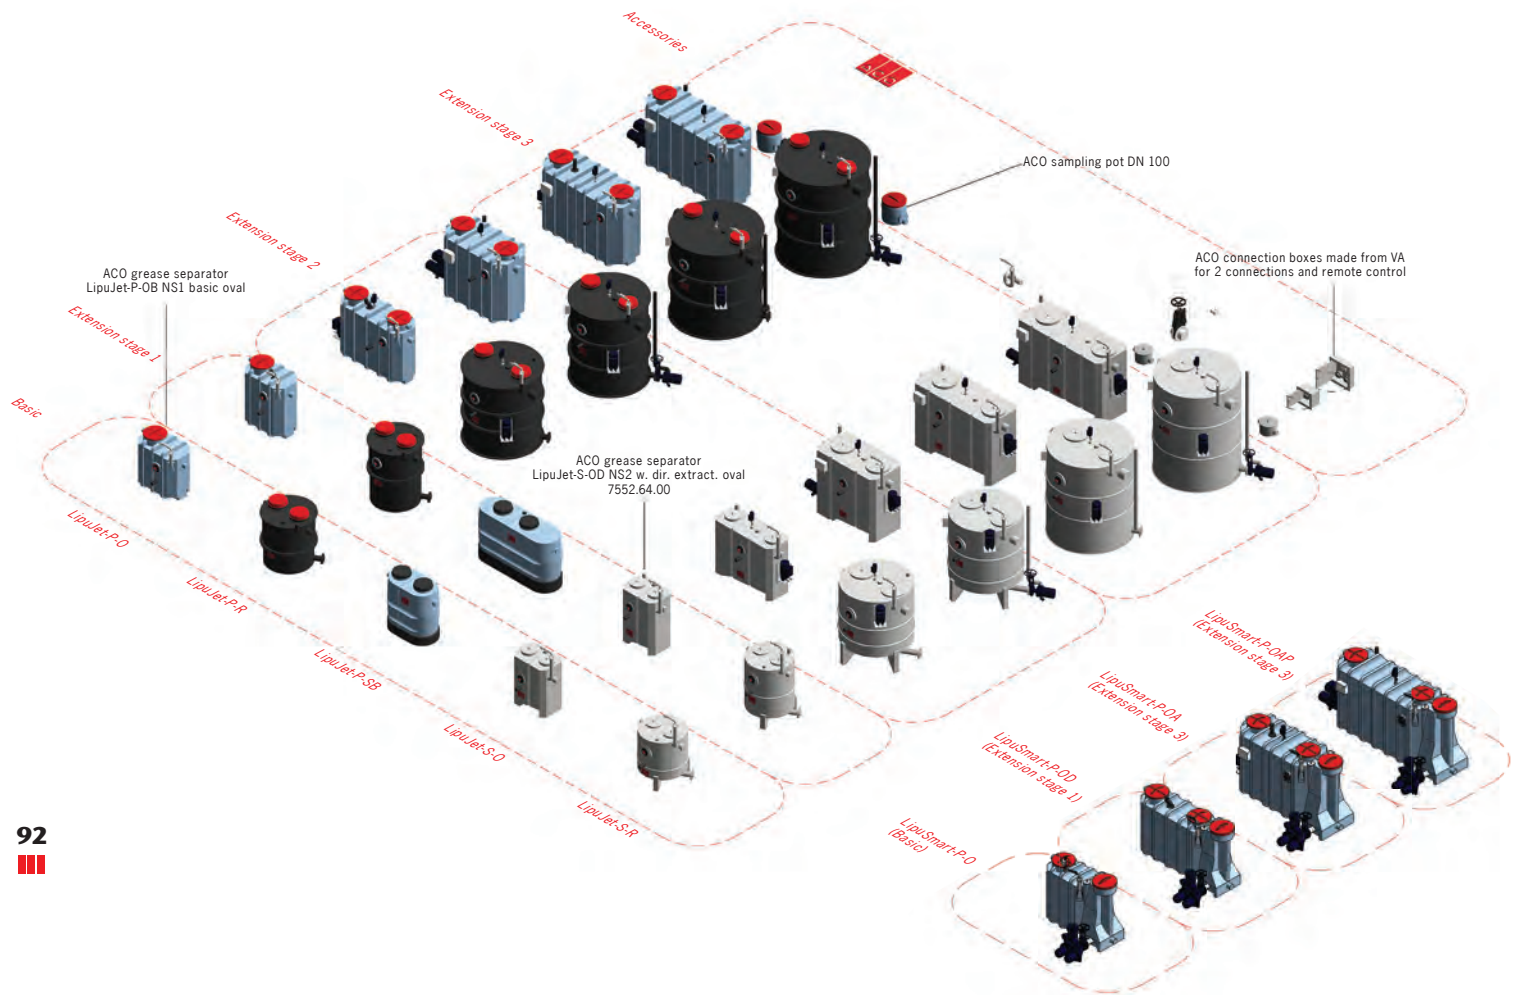 Accessories
Extension stage 3
Extension stage 2
Extension stage 1
Basic
ACO sampling pot DN 100
ACO connection boxes made from VA
for 2 connections and remote control
ACO grease separator
LipuJet-P-OB NS1 basic oval
ACO grease separator
LipuJet-S-OD NS2 w. dir. extract. oval
7552.64.00
LipuJet-P-O
LipuJet-P-R
LipuJet-P-SB
LipuJet-S-O
LipuJet-S-R
LipuSmart-P-OAP
(Extension stage 3)
LipuSmart-P-OA
(Extension stage 3)
LipuSmart-P-OD
(Extension stage 1)
LipuSmart-P-O
(Basic)
92